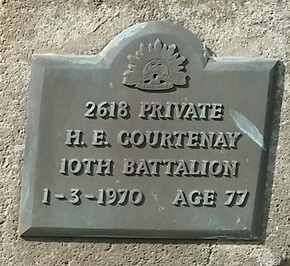 2618 PRIVATE
H. E. COURTENAY
10TH BATTALION
1-3-1970 AGE 77